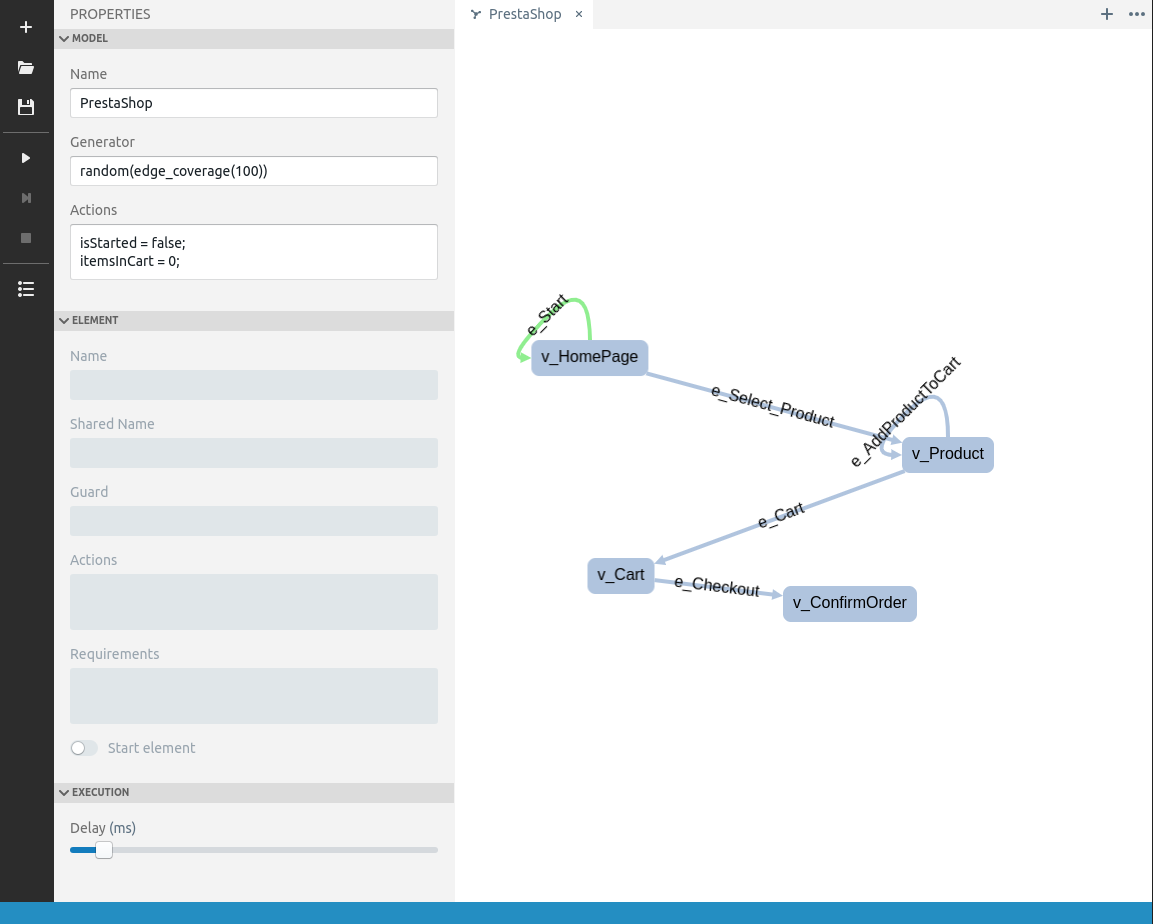 PROPERTIES
MODEL
Name
PrestaShop
Generator
random(edge_coverage(100))
Actions
isStarted = false;
itemsInCart = 0;
ELEMENT
Name
Shared Name
Guard
Actions
Requirements
Start element
EXECUTION
Delay (ms)
PrestaShop
e_Start
v_HomePage
e_Select_Product
e_AddProductToCart
v_Product
e_Cart
v_Cart
e_Checkout
v_ConfirmOrder